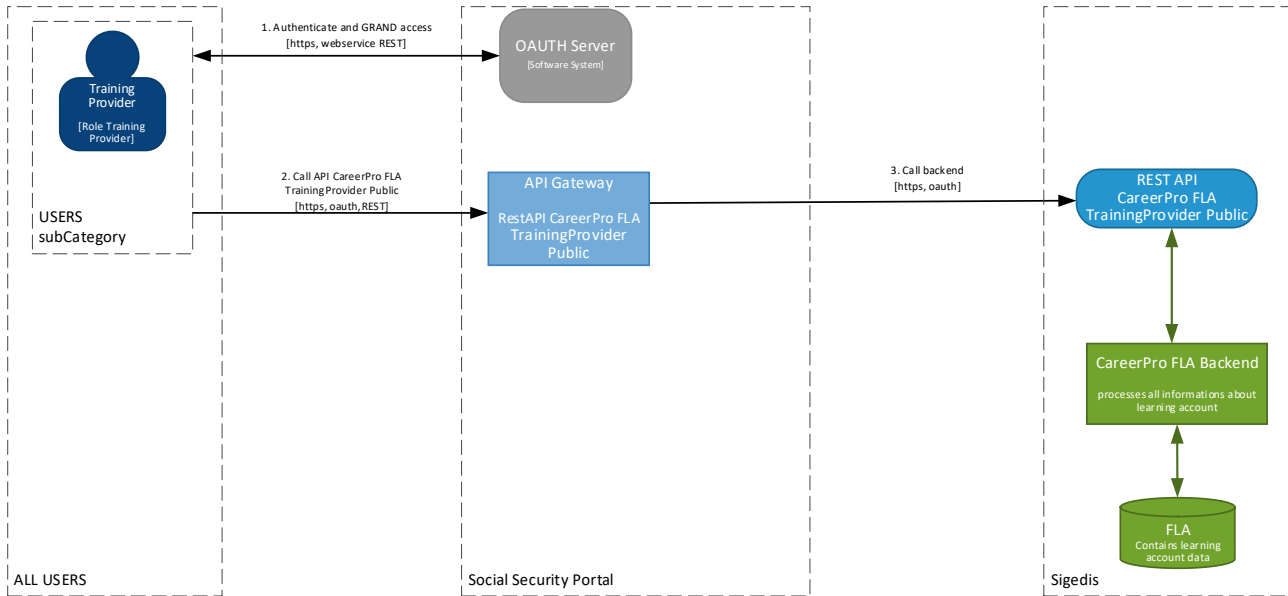 1. Authenticate and GRAND access
[https, webservice REST]
OAUTH Server
[Software System]
Training
Provider
[Role Training
Provider]
USERS
subCategory
2. Call API CareerPro FLA
TrainingProvider Public
[https, oauth, REST]
API Gateway
RestAPI CareerPro FLA
TrainingProvider
Public
3. Call backend
[https, oauth]
REST API
CareerPro FLA
TrainingProvider Public
CareerPro FLA Backend
processes all informations about
learning account
FLA
Contains learning
account data
ALL USERS
Social Security Portal
Sigedis